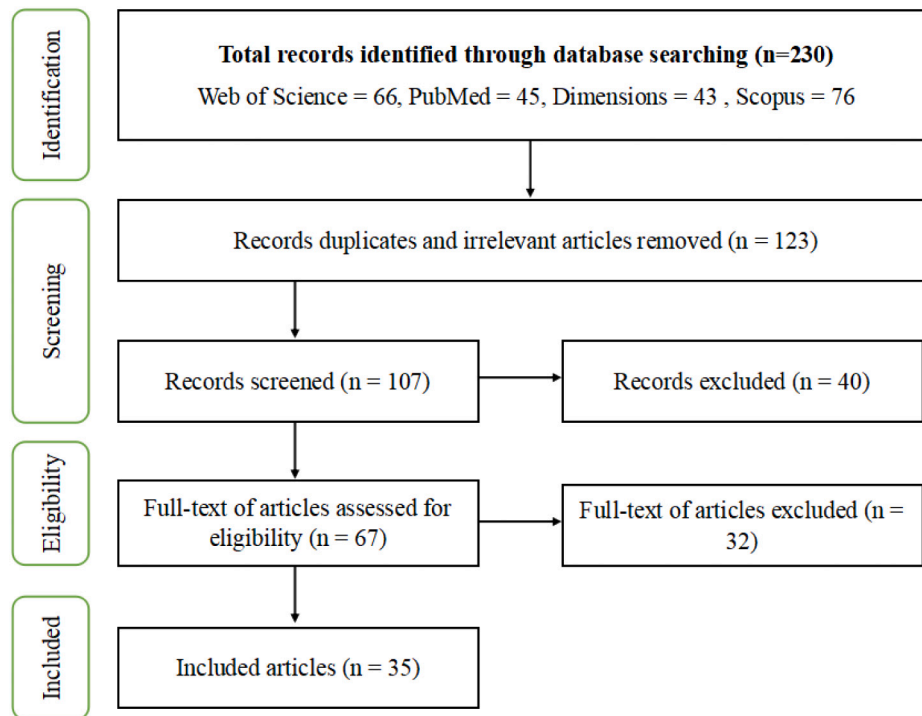 Identification
Total records identified through database searching (n=230)
Web of Science = 66, PubMed = 45, Dimensions = 43 , Scopus = 76
Screening
Records duplicates and irrelevant articles removed (n = 123)
Records screened (n = 107)
Records excluded (n = 40)
Eligibility
Full-text of articles assessed for
eligibility (n = 67)
Full-text of articles excluded (n =
32)
Included
Included articles (n = 35)